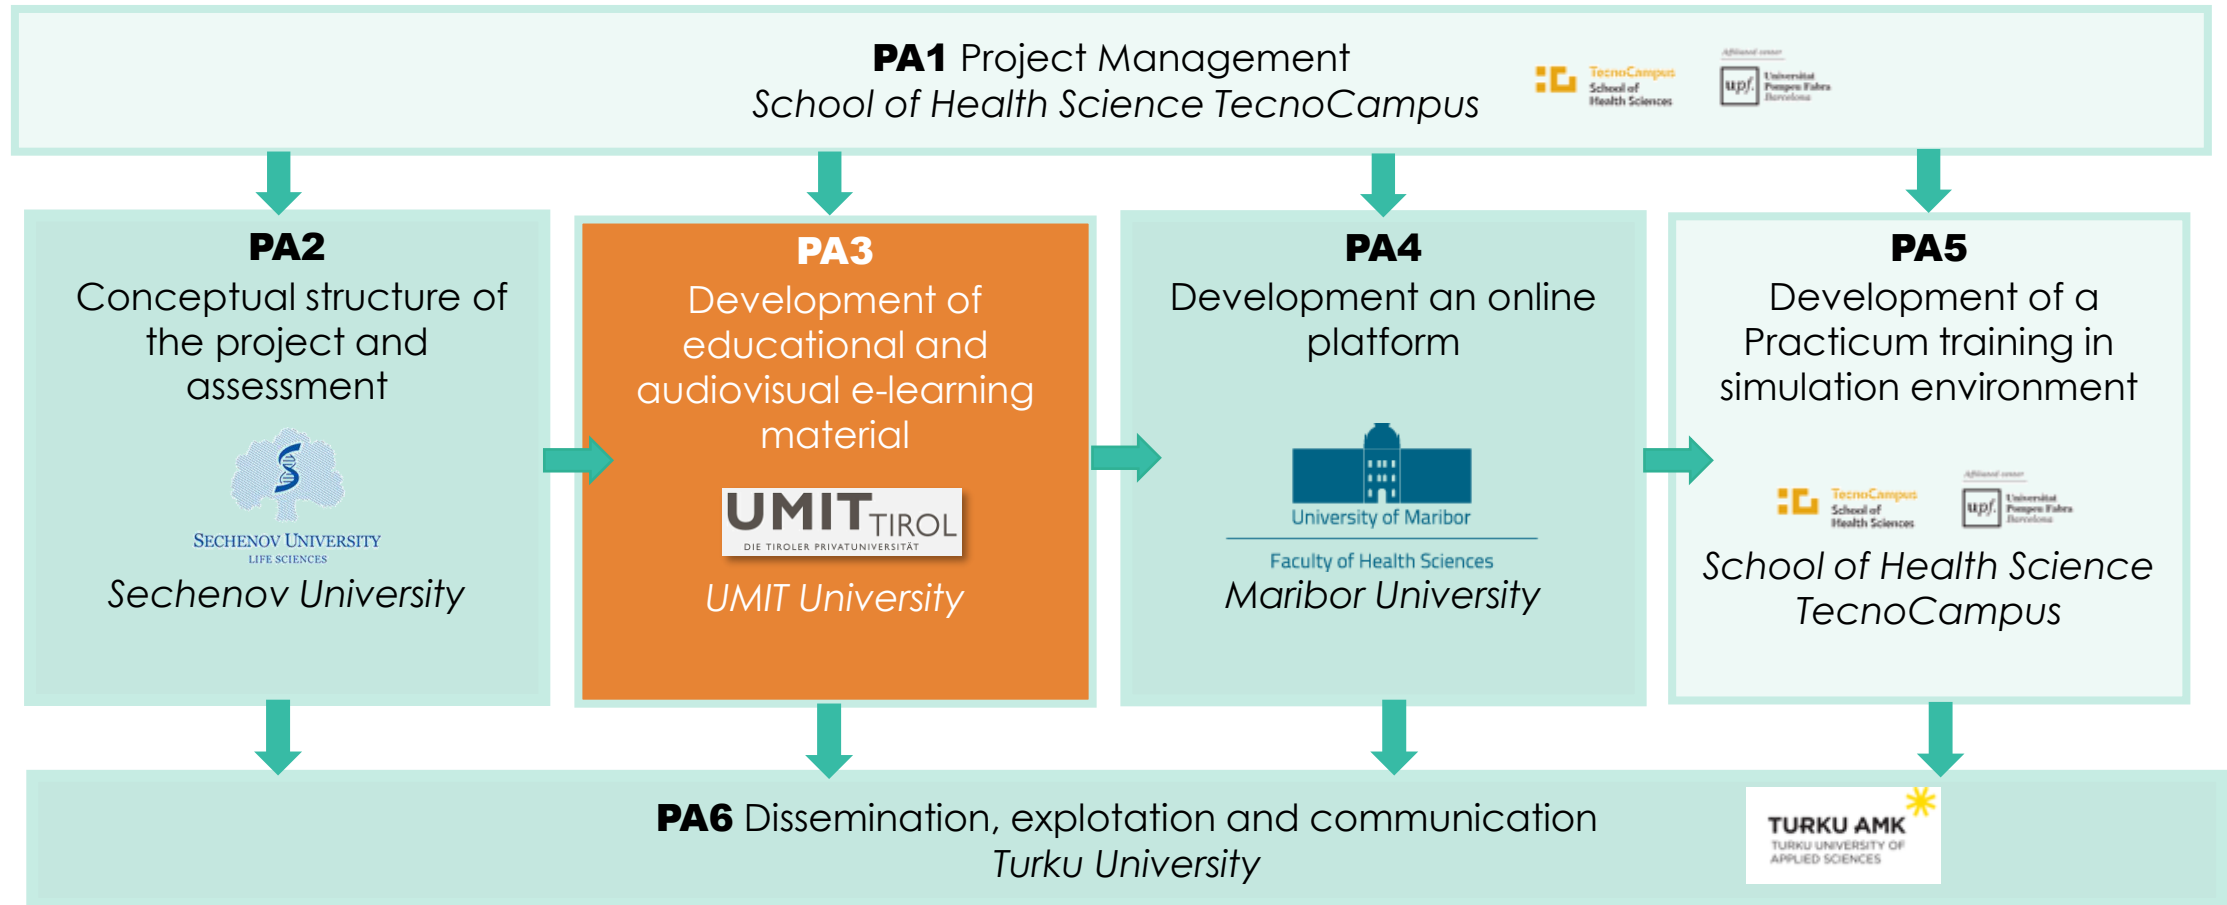 PA1 Project Management
School of Health Science TecnoCampus
TecnoCampus
School of
Health Sciences
Affiliated center
upf.
Universitat
Pompeu Fabra
Barcelona
PA2
Conceptual structure of
the project and
assessment
SECHENOV UNIVERSITY
LIFE SCIENCES
Sechenov University
PA3
Development of
educational and
audiovisual e-learning
material
UMIT TIROL
DIE TIROLER PRIVATUNIVERSITÄT
UMIT University
PA4
Development an online
platform
University of Maribor
Faculty of Health Sciences
Maribor University
PA5
Development of a
Practicum training in
simulation environment
TecnoCampus
School of
Health Sciences
Affiliated center
upf.
Universitat
Pompeu Fabra
Barcelona
School of Health Science
TecnoCampus
PA6 Dissemination, explotation and communication
Turku University
TURKU AMK
TURKU UNIVERSITY OF
APPLIED SCIENCES